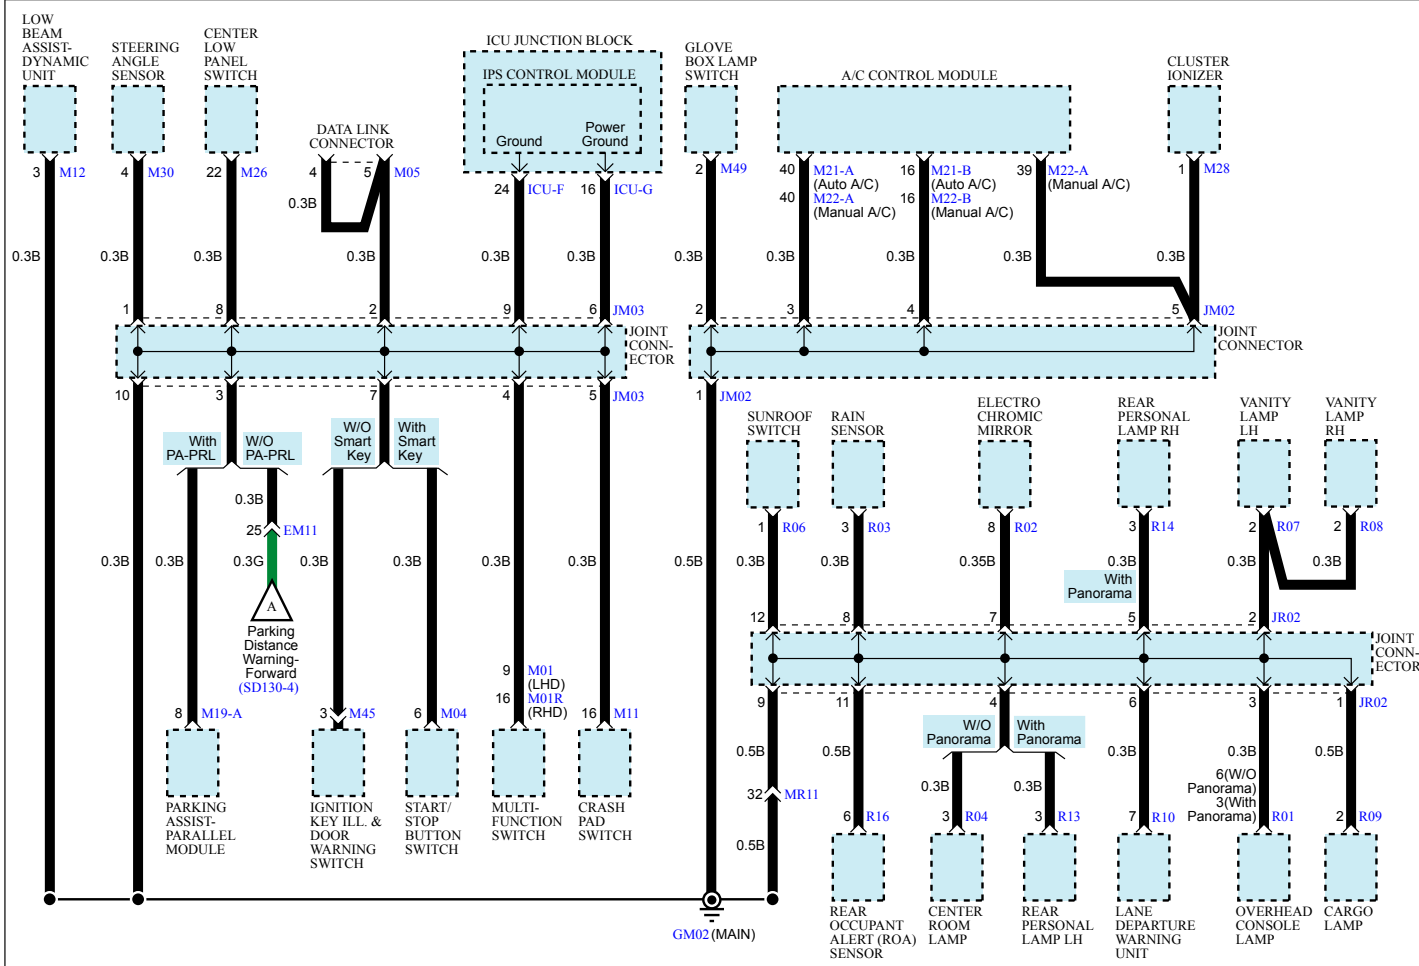 LOW
BEAM
ASSIST-
DYNAMIC
UNIT
STEERING
ANGLE
SENSOR
CENTER
LOW
PANEL
SWITCH
DATA LINK
CONNECTOR
ICU JUNCTION BLOCK
IPS CONTROL MODULE
Ground
Power
Ground
GLOVE
BOX LAMP
SWITCH
A/C CONTROL MODULE
CLUSTER
IONIZER
3 M12
4 M30
22 M26
4
5 M05
24 ICU-F
16 ICU-G
2 M49
40 M21-A
(Auto A/C)
40 M22-A
(Manual A/C)
16 M21-B
(Auto A/C)
16 M22-B
(Manual A/C)
39 M22-A
(Manual A/C)
1 M28
0.3B
0.3B
0.3B
0.3B
0.3B
0.3B
0.3B
0.3B
0.3B
0.3B
0.3B
0.3B
1
8
2
9
6 JM03
JOINT
CONN-
ECTOR
2
3
4
5 JM02
JOINT
CONNECTOR
10
3
7
4
5 JM03
1 JM02
With
PA-PRL
W/O
PA-PRL
W/O
Smart
Key
With
Smart
Key
SUNROOF
SWITCH
RAIN
SENSOR
ELECTRO
CHROMIC
MIRROR
REAR
PERSONAL
LAMP RH
VANITY
LAMP
LH
VANITY
LAMP
RH
0.3B
25 EM11
1 R06
3 R03
8 R02
3 R14
2 R07
2 R08
0.3B
0.3B
0.3G
0.3B
0.3B
0.3B
0.3B
0.5B
0.3B
0.3B
0.35B
0.3B
0.3B
0.3B
With
Panorama
A
Parking
Distance
Warning-
Forward
(SD130-4)
12
8
7
5
2 JR02
JOINT
CONN-
ECTOR
9 M01
(LHD)
16 M01R
(RHD)
8 M19-A
3 M45
6 M04
16 M11
9
11
4
6
3
1 JR02
W/O
Panorama
With
Panorama
0.5B
0.5B
0.3B
0.3B
0.5B
0.3B
0.3B
32 MR11
6(W/O
Panorama)
3(With
Panorama)
PARKING
ASSIST-
PARALLEL
MODULE
IGNITION
KEY ILL. &
DOOR
WARNING
SWITCH
START/
STOP
BUTTON
SWITCH
MULTI-
FUNCTION
SWITCH
CRASH
PAD
SWITCH
0.5B
6 R16
3 R04
3 R13
7 R10
R01
2 R09
GM02(MAIN)
REAR
OCCUPANT
ALERT (ROA)
SENSOR
CENTER
ROOM
LAMP
REAR
PERSONAL
LAMP LH
LANE
DEPARTURE
WARNING
UNIT
OVERHEAD
CONSOLE
LAMP
CARGO
LAMP